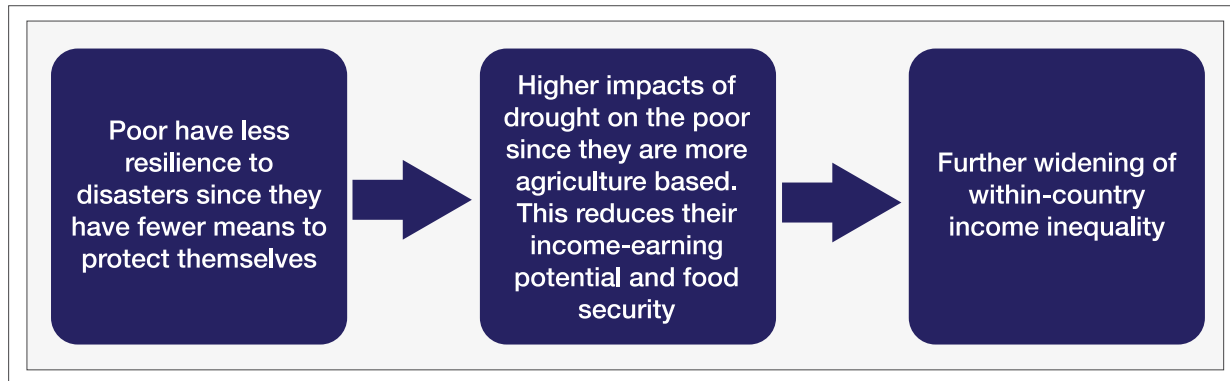 Poor have less
resilience to
disasters since they
have fewer means to
protect themselves
Higher impacts of
drought on the poor
since they are more
agriculture based.
This reduces their
income-earning
potential and food
security
Further widening of
within-country
income inequality